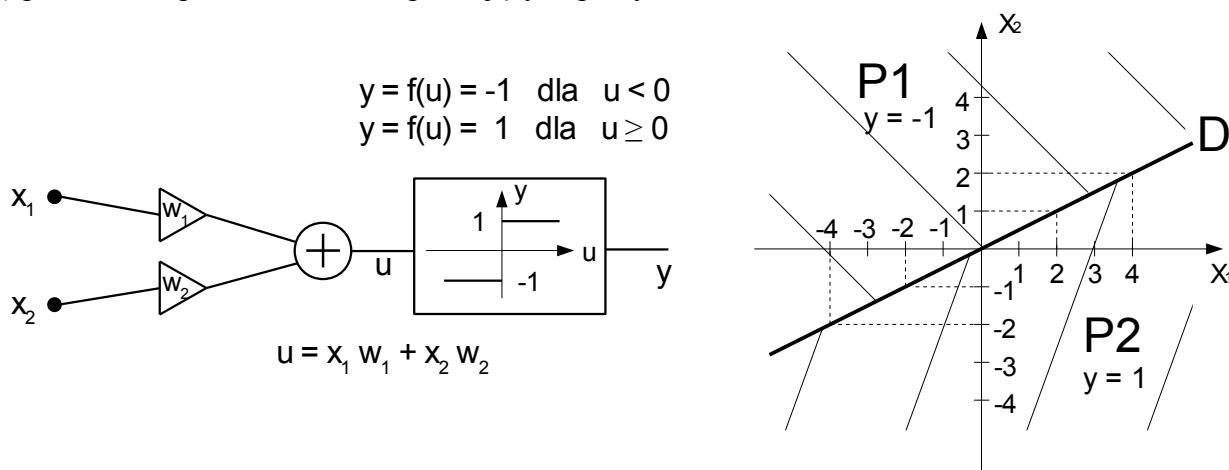 y = f(u) = -1 dla u < 0
y = f(u) = 1 dla u ≥ 0
x₁
w₁
x₂
w₂
u
y
1
-1
u
y
u = x₁ w₁ + x₂ w₂
X₂
P1
y = -1
D
4
3
2
1
-4 -3 -2 -1
1 2 3 4
X₁
-1
-2
-3
-4
P2
y = 1